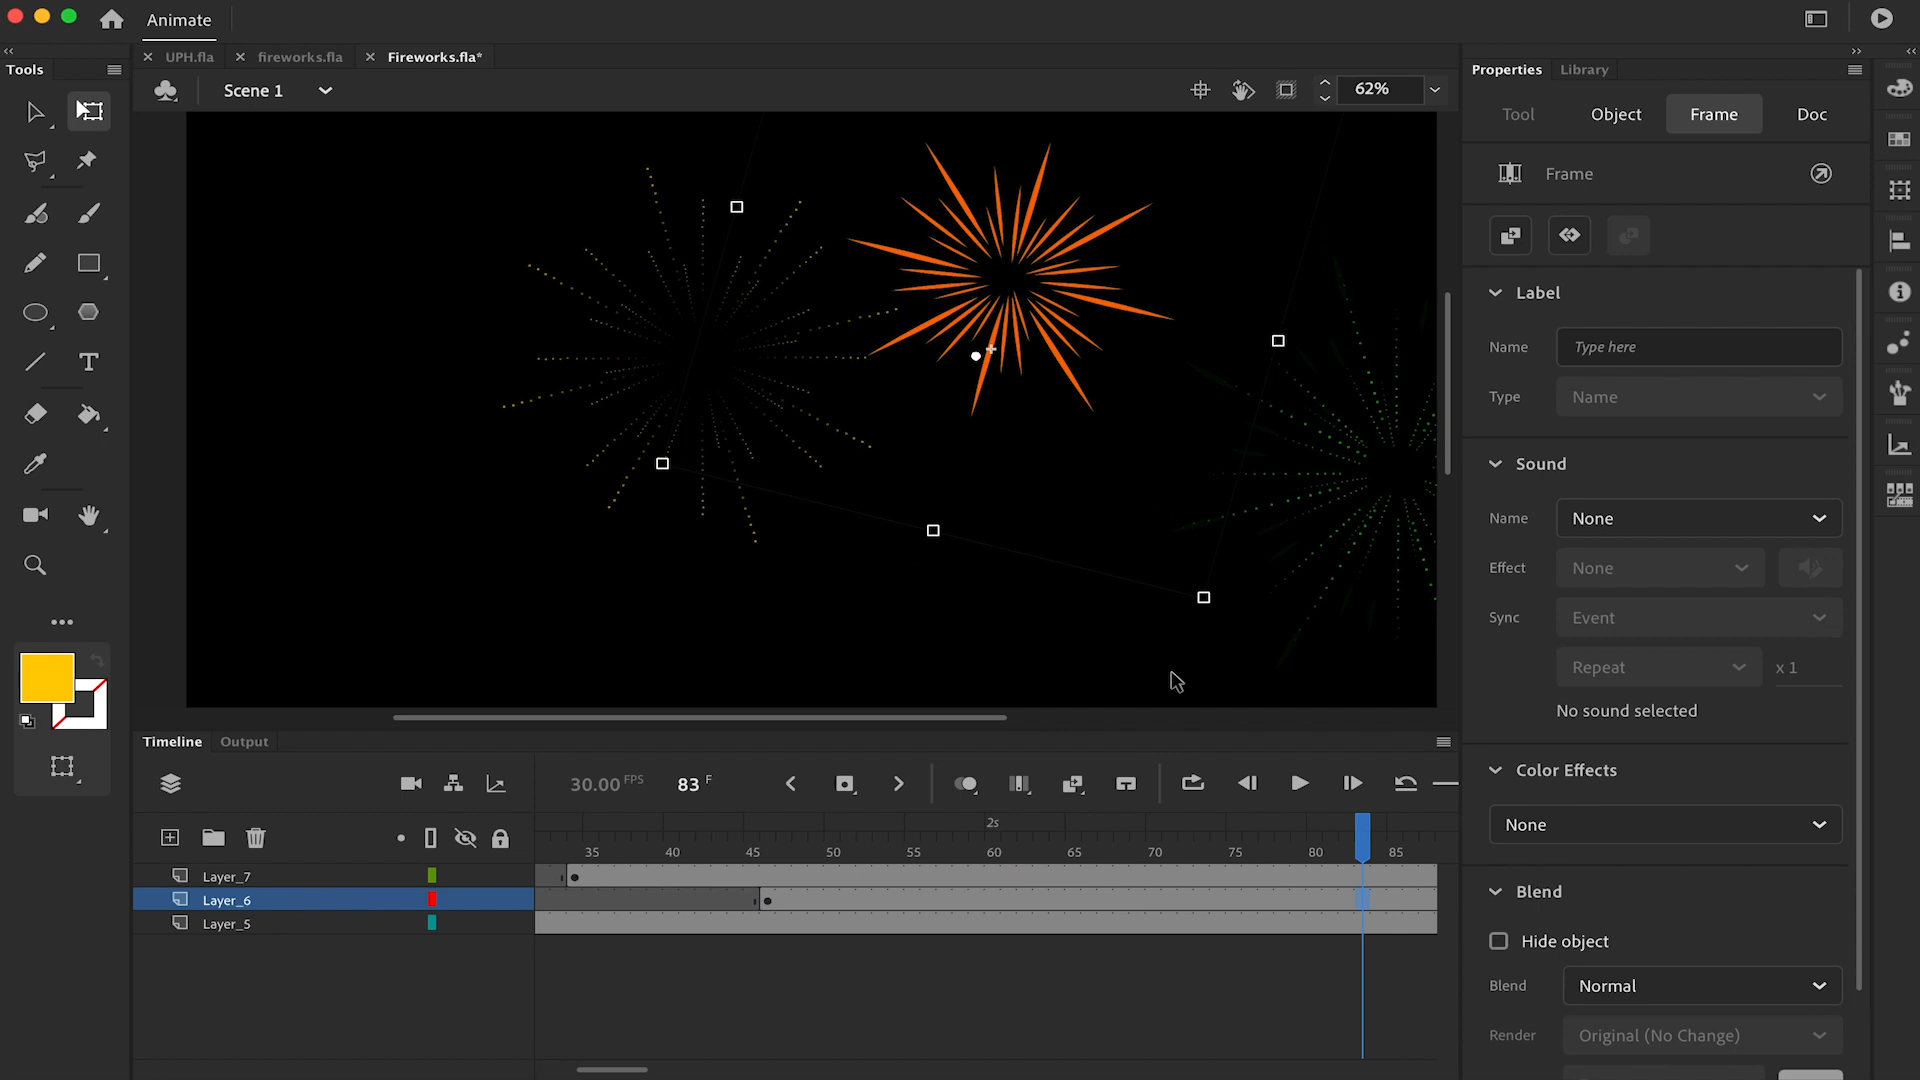 Animate
UPH.fla
fireworks.fla
Fireworks.fla*
Tools
Scene 1
62%
Properties
Library
Tool
Object
Frame
Doc
Frame
Label
Name
Type here
Type
Name
Sound
Name
None
Effect
None
Sync
Event
Repeat
x 1
No sound selected
Color Effects
None
Blend
Hide object
Blend
Normal
Render
Original (No Change)
Timeline
Output
30.00 FPS
83 F
2s
35
40
45
50
55
60
65
70
75
80
85
Layer_7
Layer_6
Layer_5